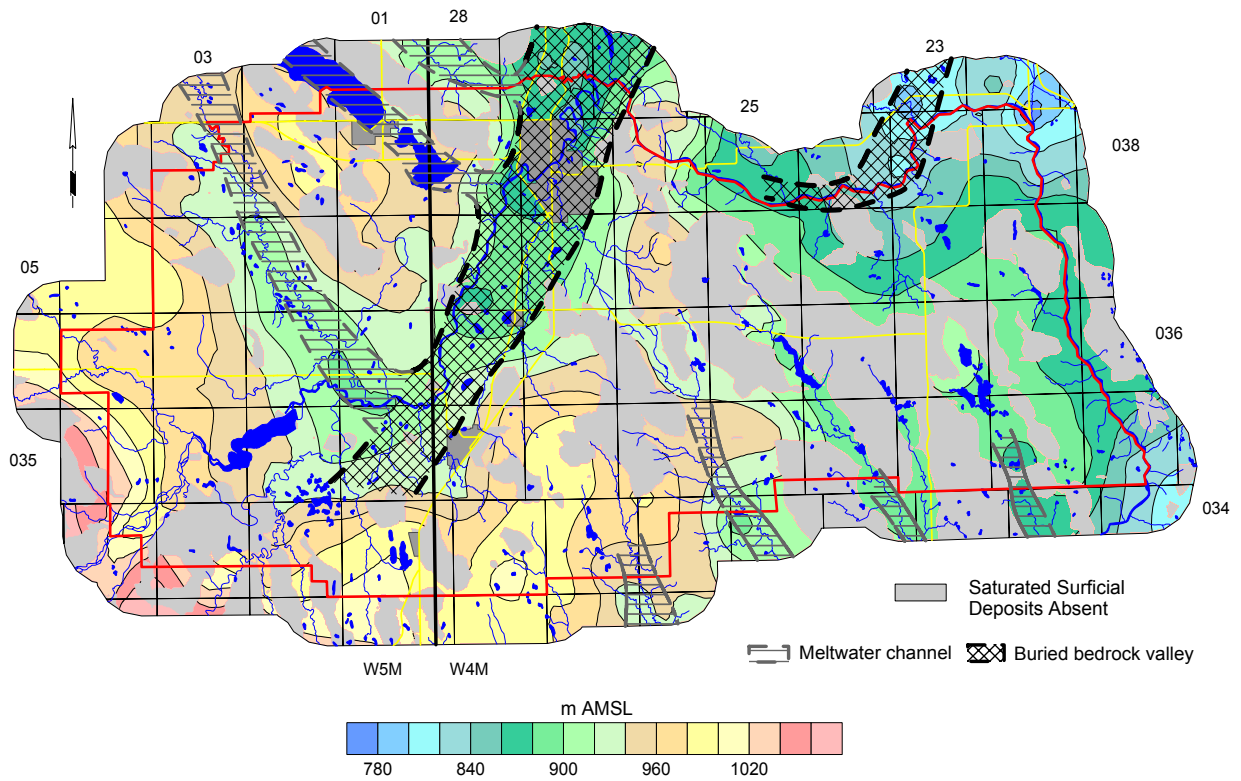 01
28
03
23
25
038
05
036
035
034
Saturated Surficial
Deposits Absent
Meltwater channel
Buried bedrock valley
W5M
W4M
m AMSL
780
840
900
960
1020